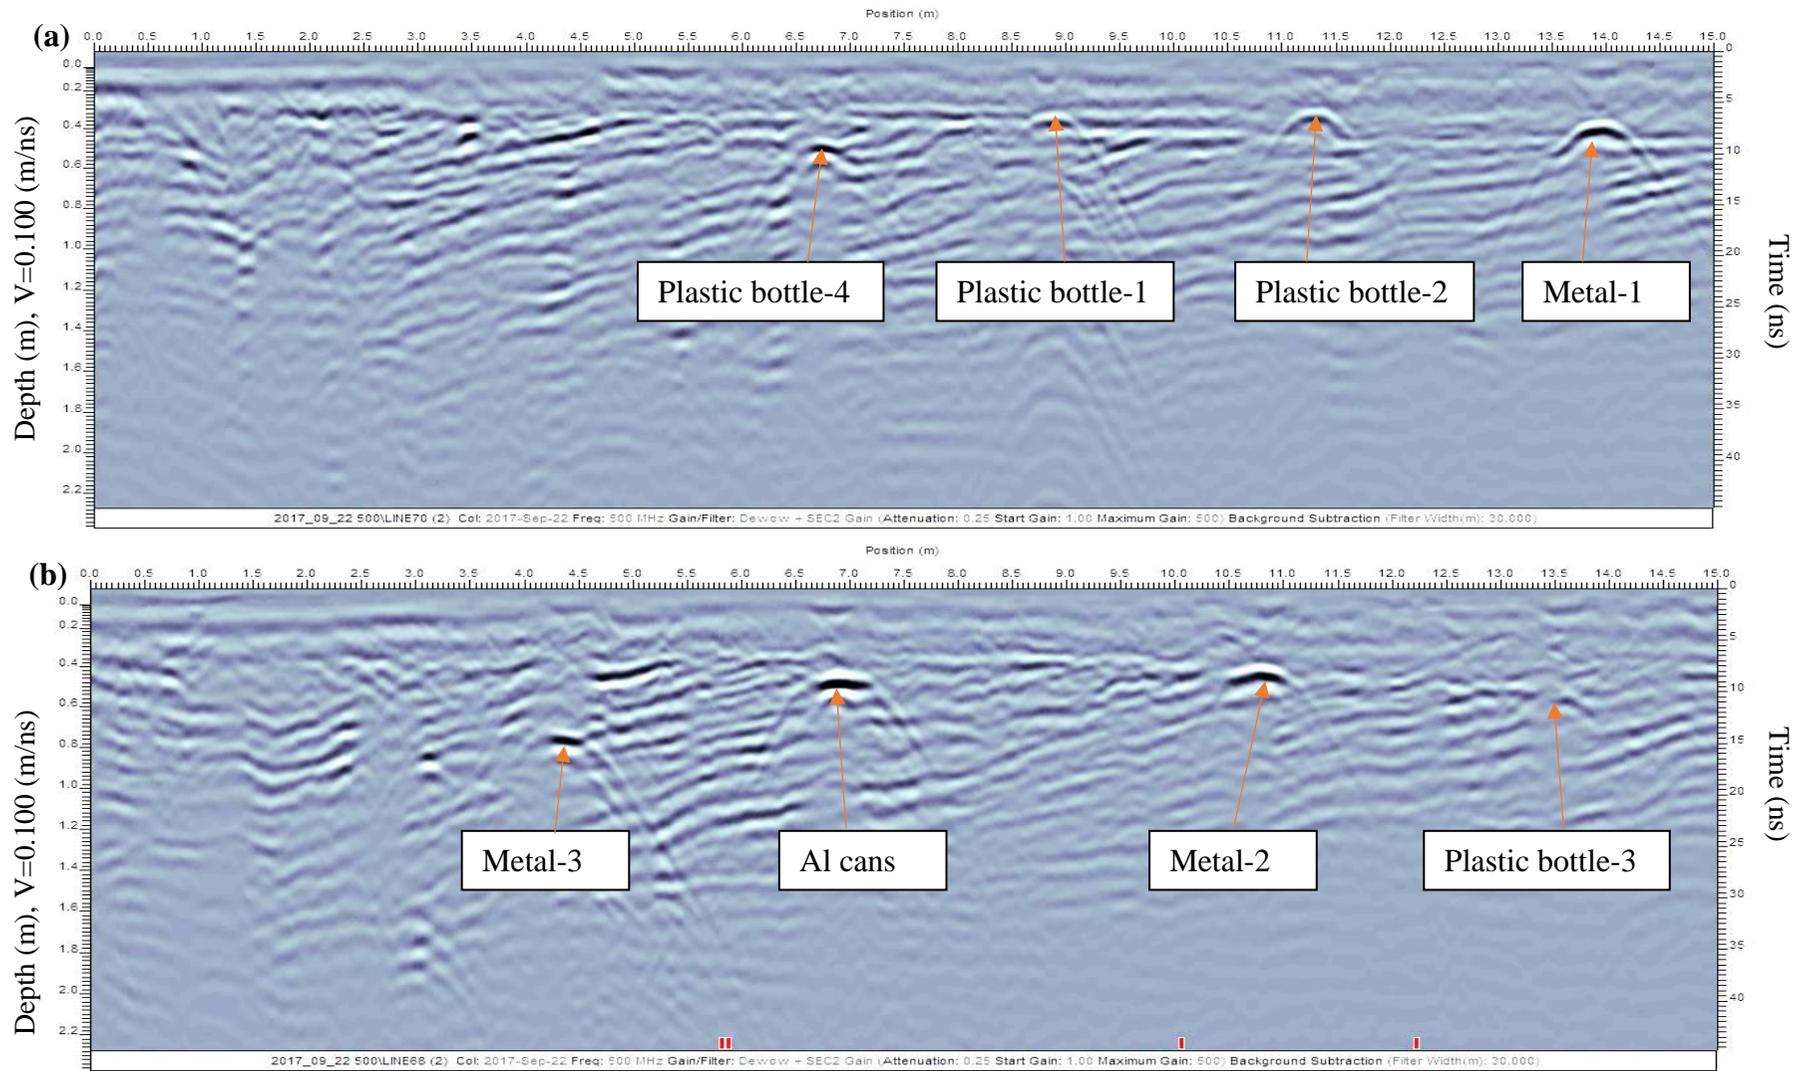 Position (m)
(a) 0.0 0.5 1.0 1.5 2.0 2.5 3.0 3.5 4.0 4.5 5.0 5.5 6.0 6.5 7.0 7.5 8.0 8.5 9.0 9.5 10.0 10.5 11.0 11.5 12.0 12.5 13.0 13.5 14.0 14.5 15.0
Depth (m), V=0.100 (m/ns)
0.0
0.2
0.4
0.6
0.8
1.0
1.2
1.4
1.6
1.8
2.0
2.2
Plastic bottle-4
Plastic bottle-1
Plastic bottle-2
Metal-1
0
5
10
15
20
25
30
35
40
Time (ns)
2017_09_22 500\LINE70 (2) Col: 2017-Sep-22 Freq: 500 MHz Gain/Filter: Dewow + SEC2 Gain (Attenuation: 0.25 Start Gain: 1.00 Maximum Gain: 500) Background Subtraction (Filter Width(m): 30.000)
Position (m)
(b) 0.0 0.5 1.0 1.5 2.0 2.5 3.0 3.5 4.0 4.5 5.0 5.5 6.0 6.5 7.0 7.5 8.0 8.5 9.0 9.5 10.0 10.5 11.0 11.5 12.0 12.5 13.0 13.5 14.0 14.5 15.0
Depth (m), V=0.100 (m/ns)
0.0
0.2
0.4
0.6
0.8
1.0
1.2
1.4
1.6
1.8
2.0
2.2
Metal-3
Al cans
Metal-2
Plastic bottle-3
0
5
10
15
20
25
30
35
40
Time (ns)
2017_09_22 500\LINE68 (2) Col: 2017-Sep-22 Freq: 500 MHz Gain/Filter: Dewow + SEC2 Gain (Attenuation: 0.25 Start Gain: 1.00 Maximum Gain: 500) Background Subtraction (Filter Width(m): 30.000)